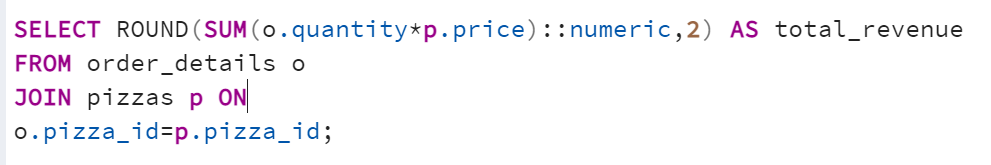 SELECT ROUND(SUM(o.quantity*p.price)::numeric,2) AS total_revenue
FROM order_details o
JOIN pizzas p ON
o.pizza_id=p.pizza_id;